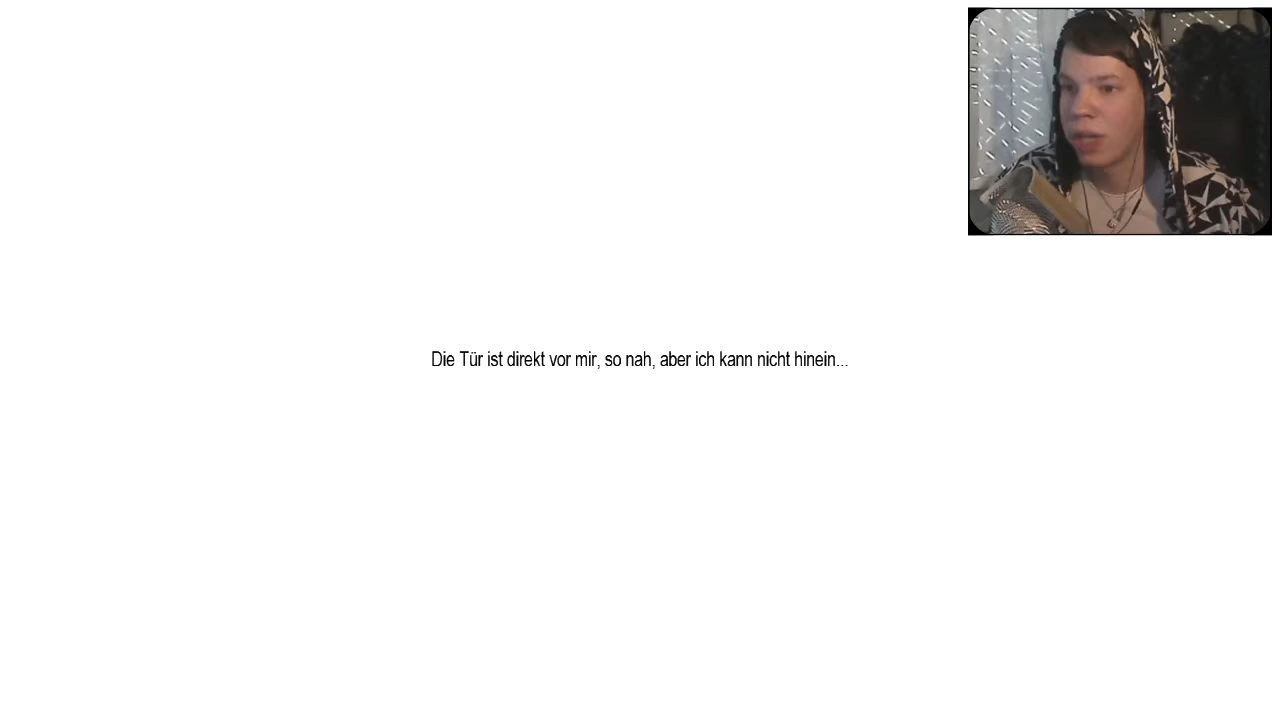 Die Tür ist direkt vor mir, so nah, aber ich kann nicht hinein...